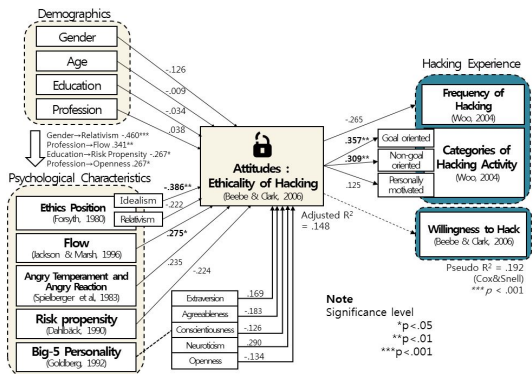 Demographics
Gender
Age
Education
Profession
-.126
-.009
-.034
.038
Gender→Relativism -.460***
Profession→Flow .341**
Education→Risk Propensity -.267*
Profession→Openness .267*
Psychological Characteristics
Ethics Position
(Forsyth, 1980)
Idealism
Relativism
-.386**
-.222
Flow
(Jackson & Marsh, 1996)
.275*
Angry Temperament and
Angry Reaction
(Spielberger et al, 1983)
.235
Risk propensity
(Dahlbäck, 1990)
-.224
Big-5 Personality
(Goldberg, 1992)
Extraversion
.169
Agreeableness
-.183
Conscientiousness
-.126
Neuroticism
.290
Openness
-.134
Attitudes :
Ethicality of Hacking
(Beebe & Clark, 2006)
Adjusted R²
= .148
Hacking Experience
-.265
Frequency of
Hacking
(Woo, 2004)
.357**
Goal oriented
.309**
Non-goal
oriented
.125
Personally
motivated
Categories of
Hacking Activity
(Woo, 2004)
Willingness to Hack
(Beebe & Clark, 2006)
Pseudo R² = .192
(Cox&Snell)
*** p < .001
Note
Significance level
*p<.05
**p<.01
***p<.001